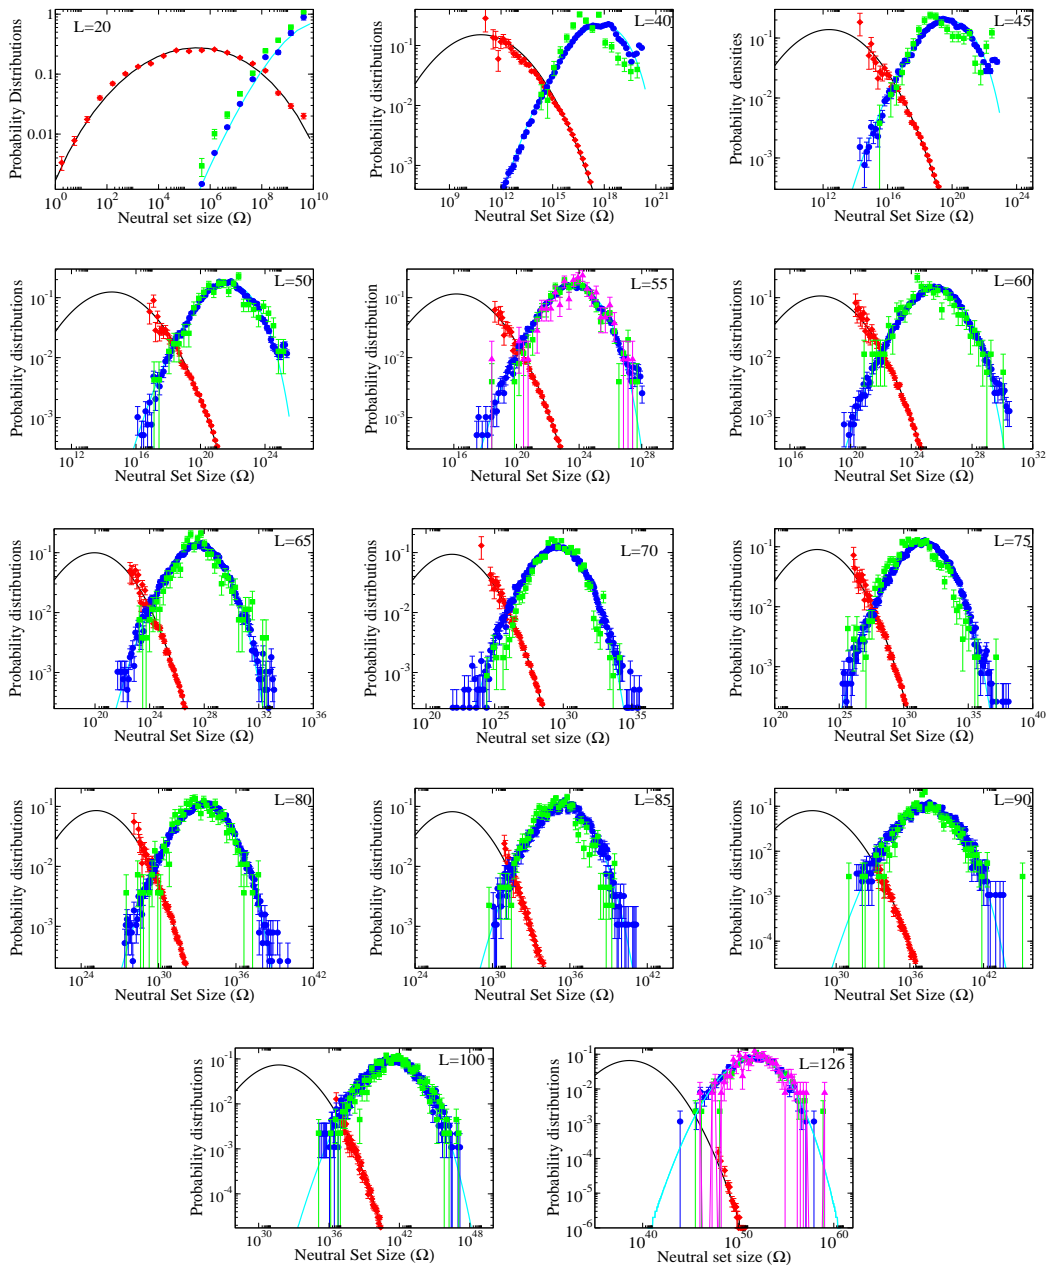 L=20
Probability Distributions
1
0.1
0.01
10^0 10^2 10^4 10^6 10^8 10^10
Neutral Set Size (Ω)
L=40
Probability distributions
10^-1
10^-2
10^-3
10^9 10^12 10^15 10^18 10^21
Neutral Set Size (Ω)
L=45
Probability densities
10^-1
10^-2
10^-3
10^12 10^16 10^20 10^24
Neutral Set Size (Ω)
L=50
Probability distributions
10^-1
10^-2
10^-3
10^12 10^16 10^20 10^24
Neutral Set Size (Ω)
L=55
Probability distribution
10^-1
10^-2
10^-3
10^16 10^20 10^24 10^28
Netural Set Size (Ω)
L=60
Probability distributions
10^-1
10^-2
10^-3
10^16 10^20 10^24 10^28 10^32
Neutral Set Size (Ω)
L=65
Probability distributions
10^-1
10^-2
10^-3
10^20 10^24 10^28 10^32 10^36
Neutral Set Size (Ω)
L=70
Probability distributions
10^-1
10^-2
10^-3
10^20 10^25 10^30 10^35
Neutral set size (Ω)
L=75
Probability distributions
10^-1
10^-2
10^-3
10^20 10^25 10^30 10^35 10^40
Neutral Set Size (Ω)
L=80
Probability distributions
10^-1
10^-2
10^-3
10^24 10^30 10^36 10^42
Neutral Set Size (Ω)
L=85
Probability distributions
10^-1
10^-2
10^-3
10^30 10^36 10^42
Neutral Set Size (Ω)
L=90
Probability distributions
10^-1
10^-2
10^-3
10^-4
10^30 10^36 10^42
Neutral Set Size (Ω)
L=100
Probability distributions
10^-1
10^-2
10^-3
10^-4
10^30 10^36 10^42 10^48
Neutral Set Size (Ω)
L=126
Probability distributions
10^-1
10^-2
10^-3
10^-4
10^-5
10^-6
10^40 10^50 10^60
Neutral set size (Ω)